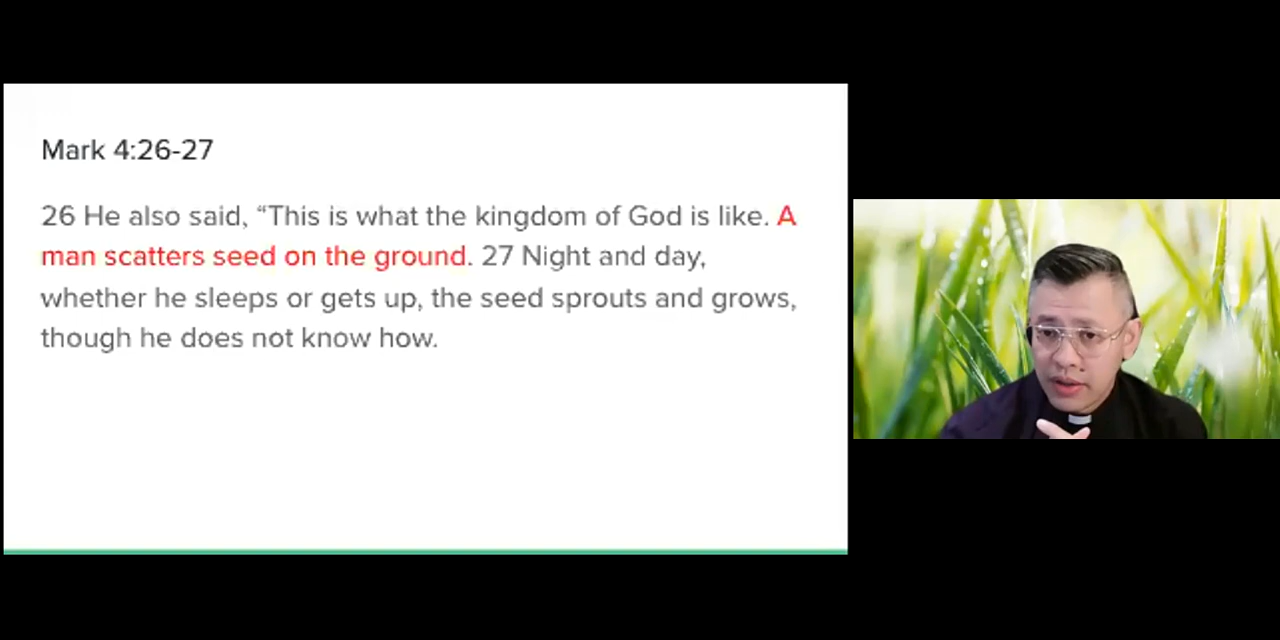 Mark 4:26-27
26 He also said, “This is what the kingdom of God is like. A
man scatters seed on the ground. 27 Night and day,
whether he sleeps or gets up, the seed sprouts and grows,
though he does not know how.